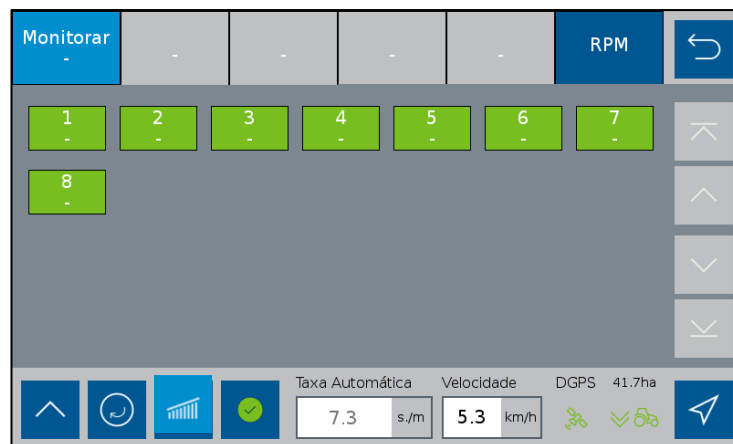 Monitorar
-
-
-
-
-
RPM
1
-
2
-
3
-
4
-
5
-
6
-
7
-
8
-
Taxa Automática
7.3
s./m
Velocidade
5.3
km/h
DGPS
41.7ha